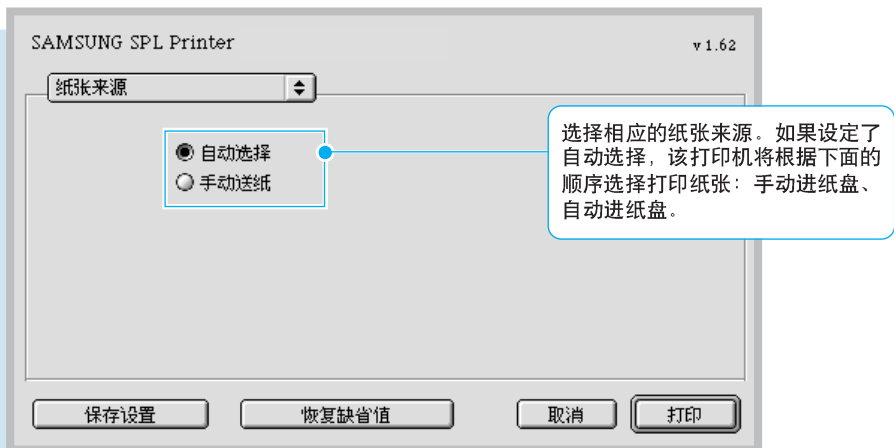 SAMSUNG SPL Printer
v 1.62
纸张来源
自动选择
手动送纸
选择相应的纸张来源。如果设定了
自动选择，该打印机将根据下面的
顺序选择打印纸张：手动进纸盘、
自动进纸盘。
保存设置
恢复缺省值
取消
打印